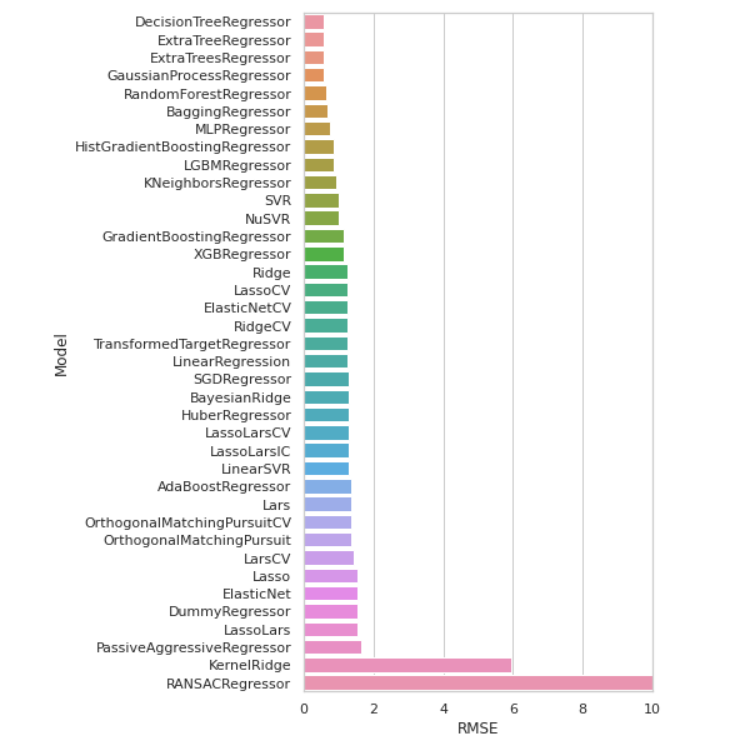 DecisionTreeRegressor
ExtraTreeRegressor
ExtraTreesRegressor
GaussianProcessRegressor
RandomForestRegressor
BaggingRegressor
MLPRegressor
HistGradientBoostingRegressor
LGBMRegressor
KNeighborsRegressor
SVR
NuSVR
GradientBoostingRegressor
XGBRegressor
Ridge
LassoCV
ElasticNetCV
RidgeCV
TransformedTargetRegressor
LinearRegression
SGDRegressor
BayesianRidge
HuberRegressor
LassoLarsCV
LassoLarsIC
LinearSVR
AdaBoostRegressor
Lars
OrthogonalMatchingPursuitCV
OrthogonalMatchingPursuit
LarsCV
Lasso
ElasticNet
DummyRegressor
LassoLars
PassiveAggressiveRegressor
KernelRidge
RANSACRegressor
Model
0 2 4 6 8 10
RMSE